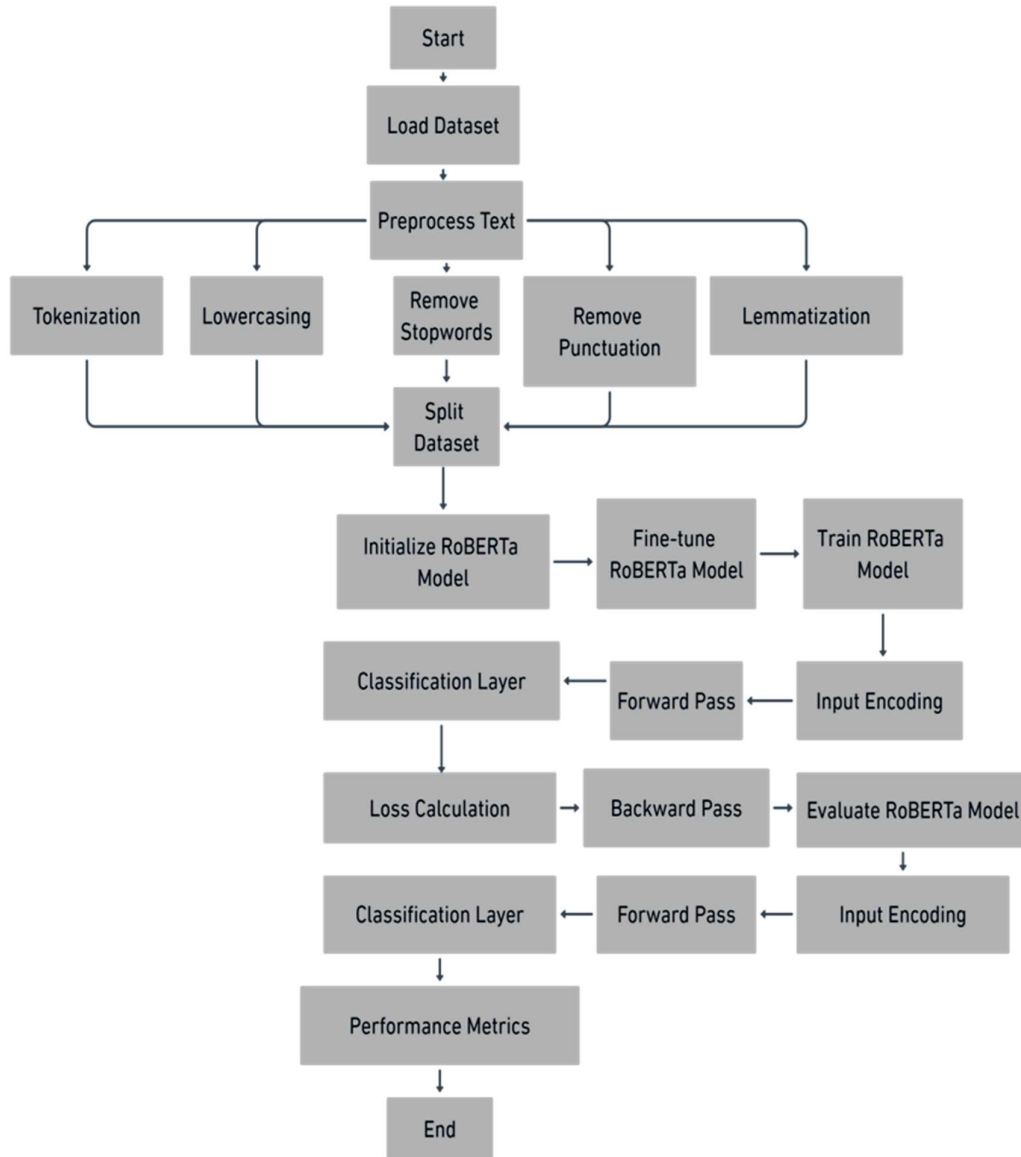 Start
Load Dataset
Preprocess Text
Tokenization
Lowercasing
Remove
Stopwords
Remove
Punctuation
Lemmatization
Split
Dataset
Initialize RoBERTa
Model
Fine-tune
RoBERTa Model
Train RoBERTa
Model
Classification Layer
Forward Pass
Input Encoding
Loss Calculation
Backward Pass
Evaluate RoBERTa Model
Classification Layer
Forward Pass
Input Encoding
Performance Metrics
End